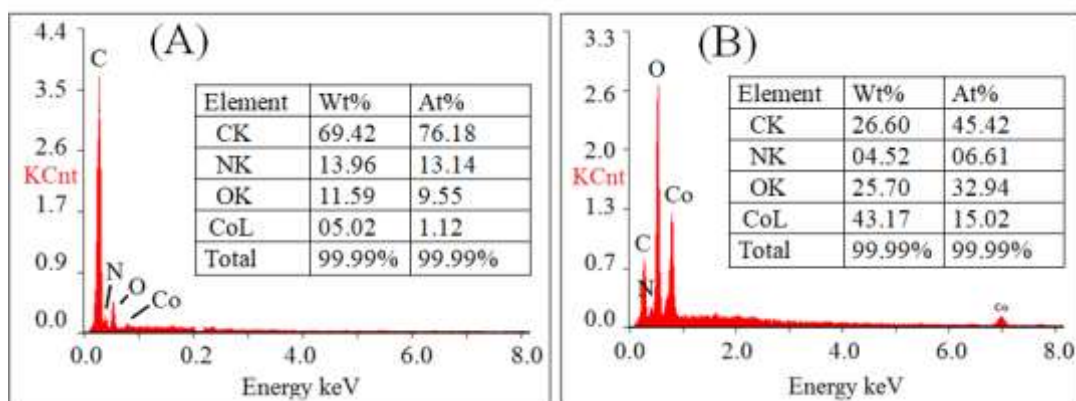 (A)
4.4
3.5
2.6
KCnt
1.7
0.9
0.0
C
N
O
Co
Element Wt% At%
CK 69.42 76.18
NK 13.96 13.14
OK 11.59 9.55
CoL 05.02 1.12
Total 99.99% 99.99%
0.0 0.2 4.0 6.0 8.0
Energy keV
(B)
3.3
2.6
2.0
KCnt
1.3
0.7
0.0
O
Co
C
N
Co
Element Wt% At%
CK 26.60 45.42
NK 04.52 06.61
OK 25.70 32.94
CoL 43.17 15.02
Total 99.99% 99.99%
0.0 2.0 4.0 6.0 8.0
Energy keV